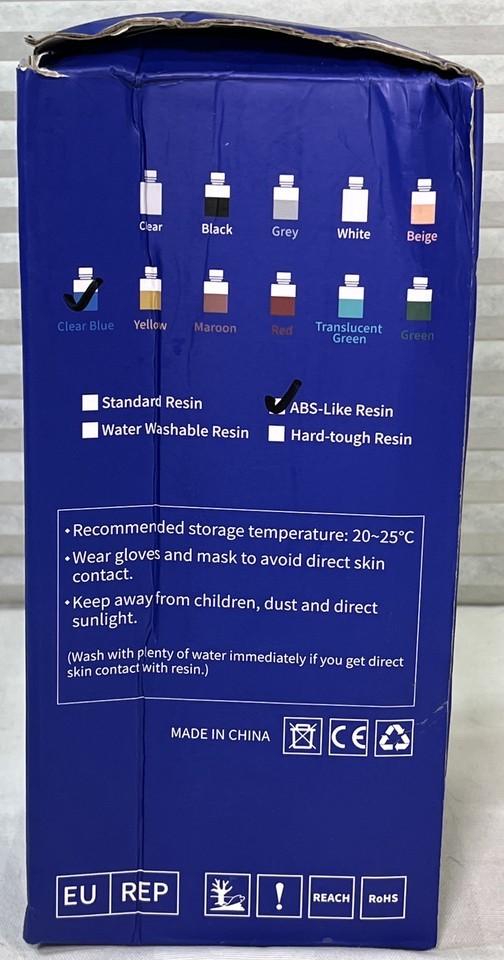 Clear Black Grey White Beige
Clear Blue Yellow Maroon Red Translucent Green Green
Standard Resin ABS-Like Resin
Water Washable Resin Hard-tough Resin
•Recommended storage temperature: 20~25°C
•Wear gloves and mask to avoid direct skin
contact.
•Keep away from children, dust and direct
sunlight.
(Wash with plenty of water immediately if you get direct
skin contact with resin.)
MADE IN CHINA CE
EU REP ! REACH RoHS